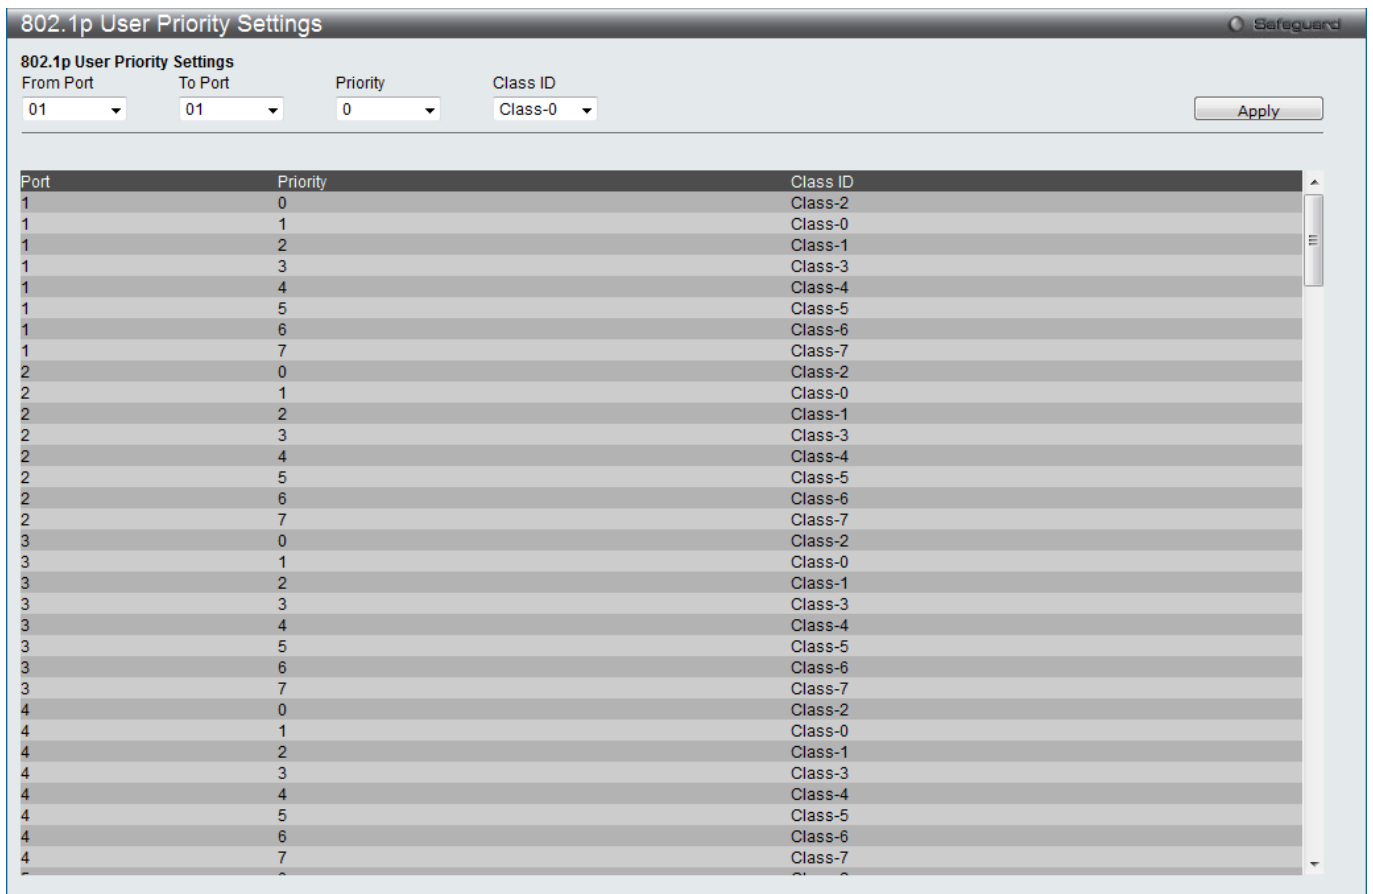 802.1p User Priority Settings
Safeguard
802.1p User Priority Settings
From Port To Port Priority Class ID
01 01 0 Class-0 Apply
Port Priority Class ID
1 0 Class-2
1 1 Class-0
1 2 Class-1
1 3 Class-3
1 4 Class-4
1 5 Class-5
1 6 Class-6
1 7 Class-7
2 0 Class-2
2 1 Class-0
2 2 Class-1
2 3 Class-3
2 4 Class-4
2 5 Class-5
2 6 Class-6
2 7 Class-7
3 0 Class-2
3 1 Class-0
3 2 Class-1
3 3 Class-3
3 4 Class-4
3 5 Class-5
3 6 Class-6
3 7 Class-7
4 0 Class-2
4 1 Class-0
4 2 Class-1
4 3 Class-3
4 4 Class-4
4 5 Class-5
4 6 Class-6
4 7 Class-7